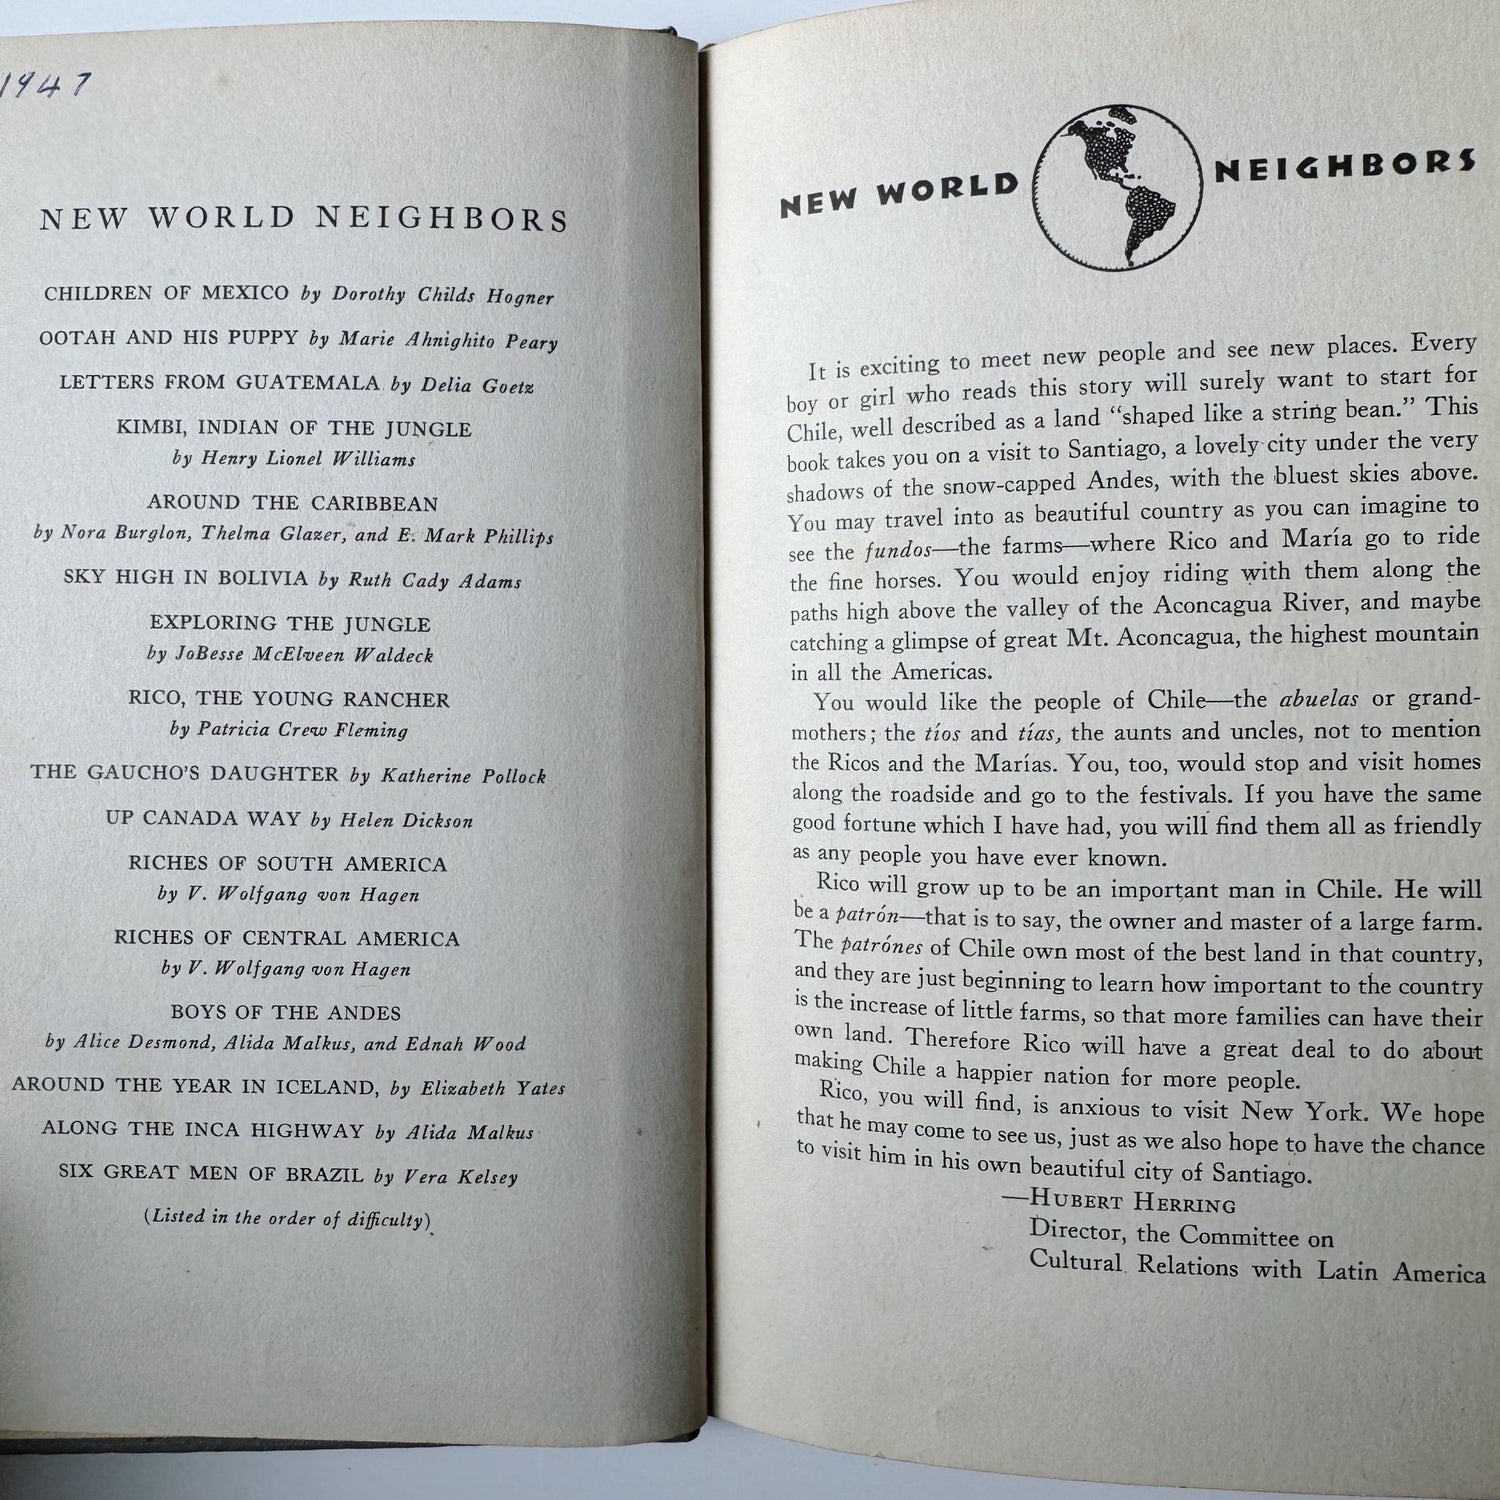 1947
NEW WORLD NEIGHBORS
CHILDREN OF MEXICO by Dorothy Childs Hogner
OOTAH AND HIS PUPPY by Marie Ahnighito Peary
LETTERS FROM GUATEMALA by Delia Goetz
KIMBI, INDIAN OF THE JUNGLE
by Henry Lionel Williams
AROUND THE CARIBBEAN
by Nora Burglon, Thelma Glazer, and E. Mark Phillips
SKY HIGH IN BOLIVIA by Ruth Cady Adams
EXPLORING THE JUNGLE
by JoBesse McElveen Waldeck
RICO, THE YOUNG RANCHER
by Patricia Crew Fleming
THE GAUCHO'S DAUGHTER by Katherine Pollock
UP CANADA WAY by Helen Dickson
RICHES OF SOUTH AMERICA
by V. Wolfgang von Hagen
RICHES OF CENTRAL AMERICA
by V. Wolfgang von Hagen
BOYS OF THE ANDES
by Alice Desmond, Alida Malkus, and Ednah Wood
AROUND THE YEAR IN ICELAND, by Elizabeth Yates
ALONG THE INCA HIGHWAY by Alida Malkus
SIX GREAT MEN OF BRAZIL by Vera Kelsey
(Listed in the order of difficulty)
NEW WORLD NEIGHBORS
It is exciting to meet new people and see new places. Every
boy or girl who reads this story will surely want to start for
Chile, well described as a land “shaped like a string bean.” This
book takes you on a visit to Santiago, a lovely city under the very
shadows of the snow-capped Andes, with the bluest skies above.
You may travel into as beautiful country as you can imagine to
see the fundos—the farms—where Rico and María go to ride
the fine horses. You would enjoy riding with them along the
paths high above the valley of the Aconcagua River, and maybe
catching a glimpse of great Mt. Aconcagua, the highest mountain
in all the Americas.
You would like the people of Chile—the abuelas or grand-
mothers; the tíos and tías, the aunts and uncles, not to mention
the Ricos and the Marías. You, too, would stop and visit homes
along the roadside and go to the festivals. If you have the same
good fortune which I have had, you will find them all as friendly
as any people you have ever known.
Rico will grow up to be an important man in Chile. He will
be a patrón—that is to say, the owner and master of a large farm.
The patrónes of Chile own most of the best land in that country,
and they are just beginning to learn how important to the country
is the increase of little farms, so that more families can have their
own land. Therefore Rico will have a great deal to do about
making Chile a happier nation for more people.
Rico, you will find, is anxious to visit New York. We hope
that he may come to see us, just as we also hope to have the chance
to visit him in his own beautiful city of Santiago.
—HUBERT HERRING
Director, the Committee on
Cultural Relations with Latin America